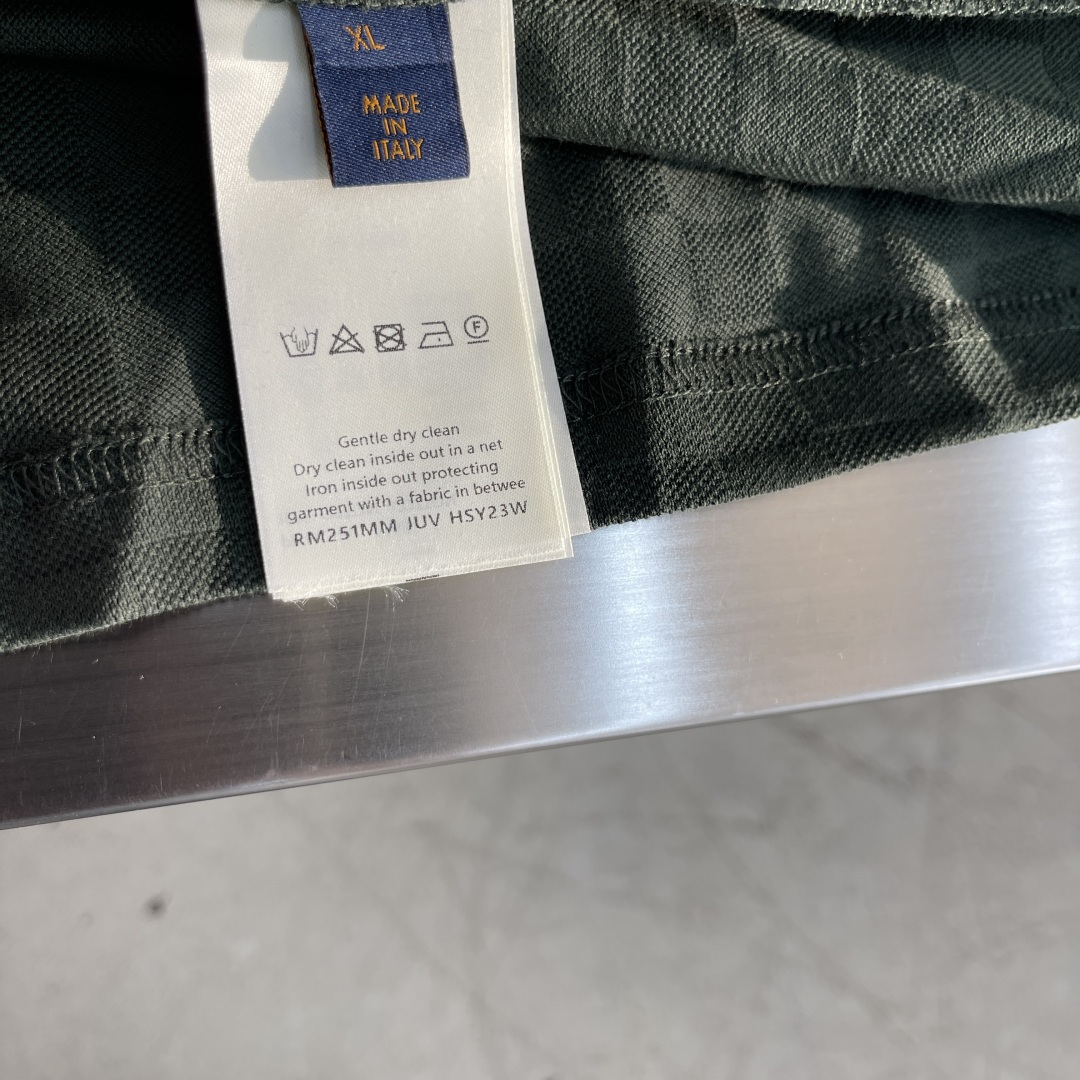 XL
MADE
IN
ITALY
F
Gentle dry clean
Dry clean inside out in a net
Iron inside out protecting
garment with a fabric in betwee
RM251MM JUV HSY23W